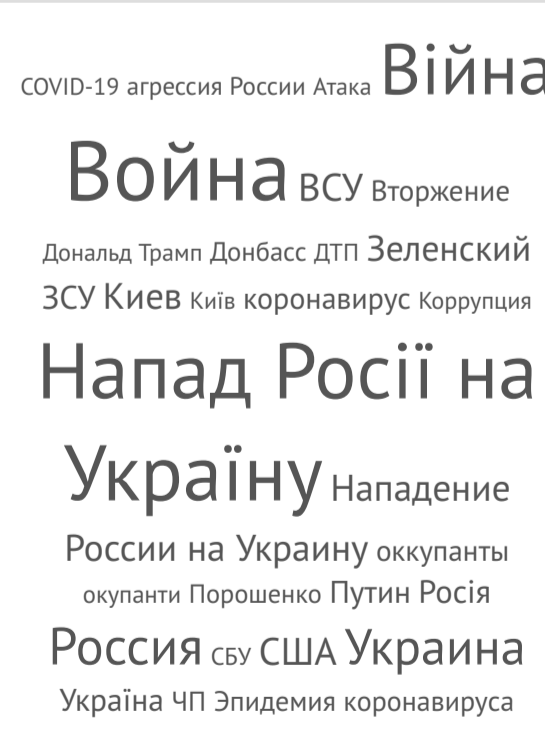 COVID-19 агрессия России Атака Війна
Война ВСУ Вторжение
Дональд Трамп Донбасс ДТП Зеленский
ЗСУ Киев Київ коронавирус Коррупция
Напад Росії на
Україну Нападение
России на Украину оккупанты
окупанти Порошенко Путин Росія
Россия СБУ США Украина
Україна ЧП Эпидемия коронавируса